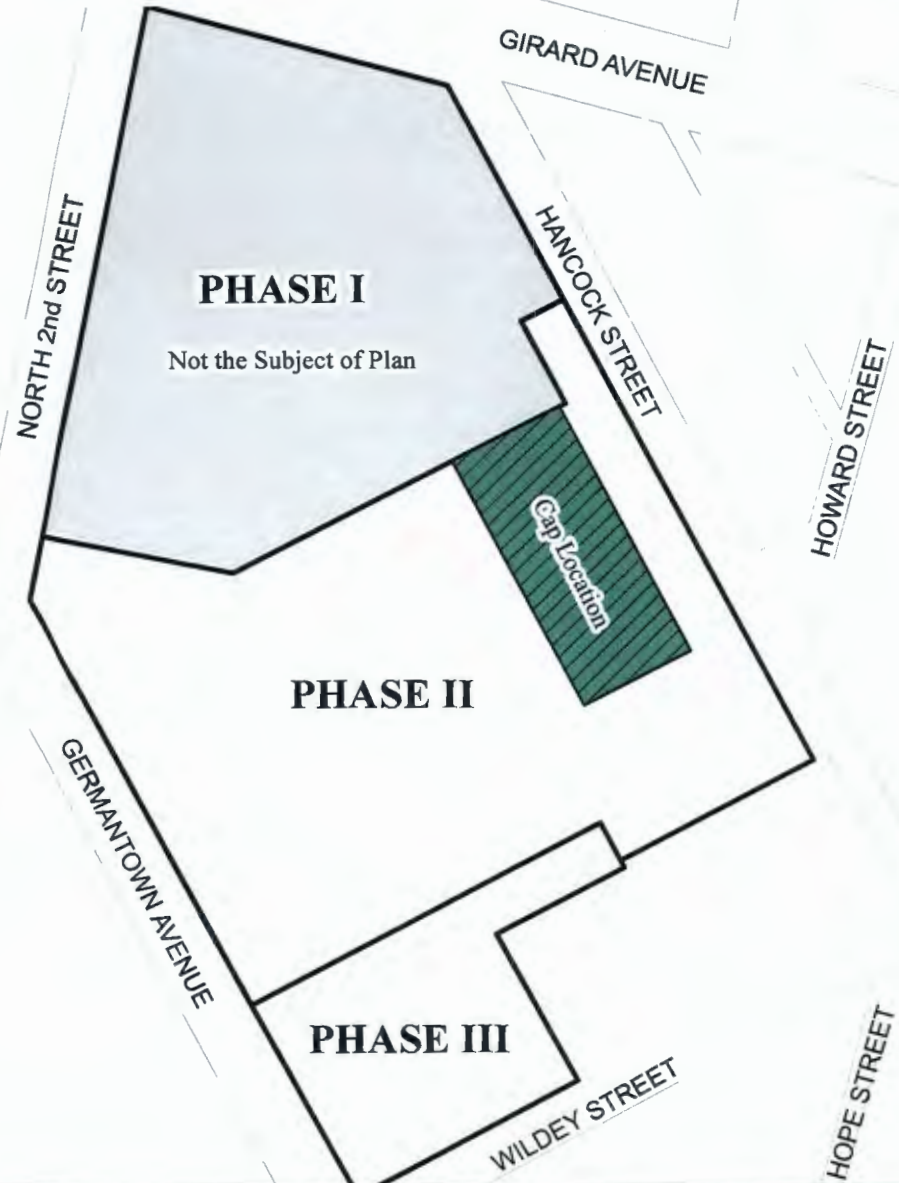 GIRARD AVENUE
NORTH 2nd STREET
HANCOCK STREET
PHASE I
Not the Subject of Plan
HOWARD STREET
Cap Location
PHASE II
GERMANTOWN AVENUE
PHASE III
WILDEY STREET
HOPE STREET